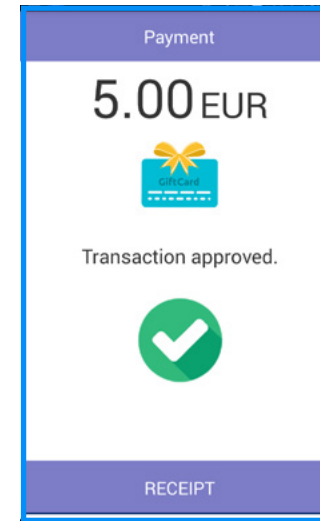 Payment
5.00 EUR
GiftCard
Transaction approved.
RECEIPT